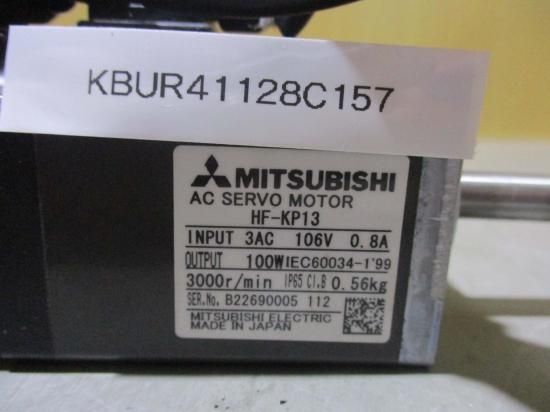 KBUR41128C157
MITSUBISHI
AC SERVO MOTOR
HF-KP13
INPUT 3AC 106V 0.8A
OUTPUT 100W IEC60034-1'99
3000r/min IP65 Cl.B 0.56kg
SER.No. B22690005 112
MITSUBISHI ELECTRIC
MADE IN JAPAN